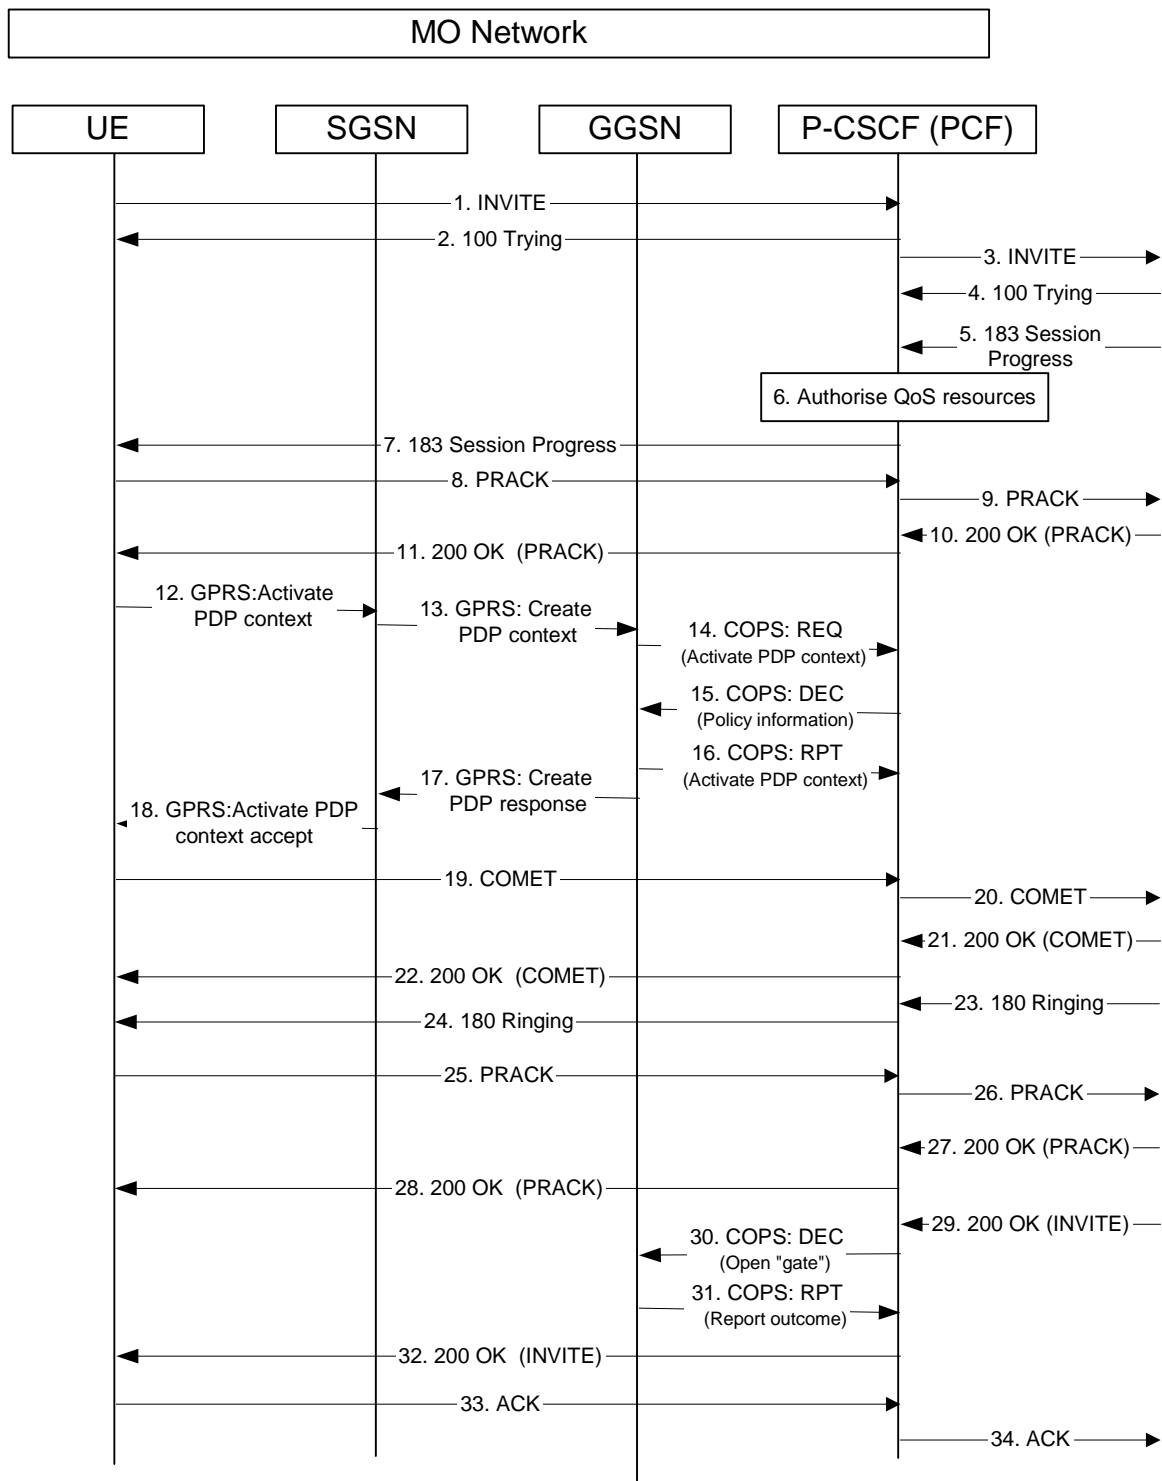 MO Network
UE
SGSN
GGSN
P-CSCF (PCF)
1. INVITE
2. 100 Trying
3. INVITE
4. 100 Trying
5. 183 Session
Progress
6. Authorise QoS resources
7. 183 Session Progress
8. PRACK
9. PRACK
10. 200 OK (PRACK)
11. 200 OK (PRACK)
12. GPRS:Activate
PDP context
13. GPRS: Create
PDP context
14. COPS: REQ
(Activate PDP context)
15. COPS: DEC
(Policy information)
16. COPS: RPT
(Activate PDP context)
17. GPRS: Create
PDP response
18. GPRS:Activate PDP
context accept
19. COMET
20. COMET
21. 200 OK (COMET)
22. 200 OK (COMET)
23. 180 Ringing
24. 180 Ringing
25. PRACK
26. PRACK
27. 200 OK (PRACK)
28. 200 OK (PRACK)
29. 200 OK (INVITE)
30. COPS: DEC
(Open "gate")
31. COPS: RPT
(Report outcome)
32. 200 OK (INVITE)
33. ACK
34. ACK